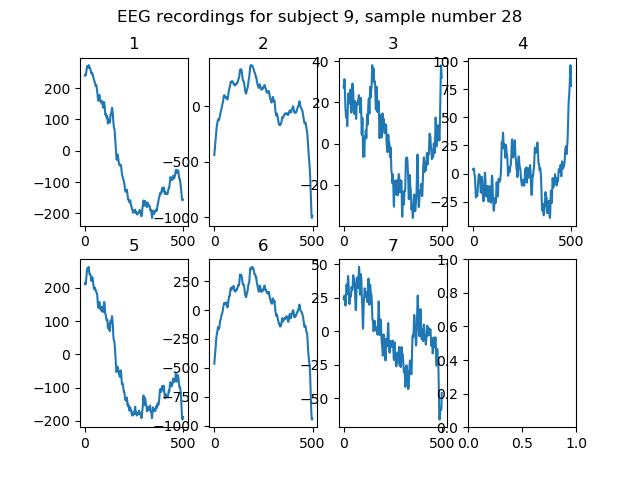 EEG recordings for subject 9, sample number 28
1 2 3 4
200 100 0 −100 −200
0 −500 −1000
40 20 0 −20
100 75 50 25 0 −25
0 500 0 500 0 500 0 500
5 6 7
200 100 0 −100 −200
250 0 −250 −500 −750 −1000
50 25 0 −25 −50
1.0 0.8 0.6 0.4 0.2 0.0
0 500 0 500 0 500 0.0 0.5 1.0